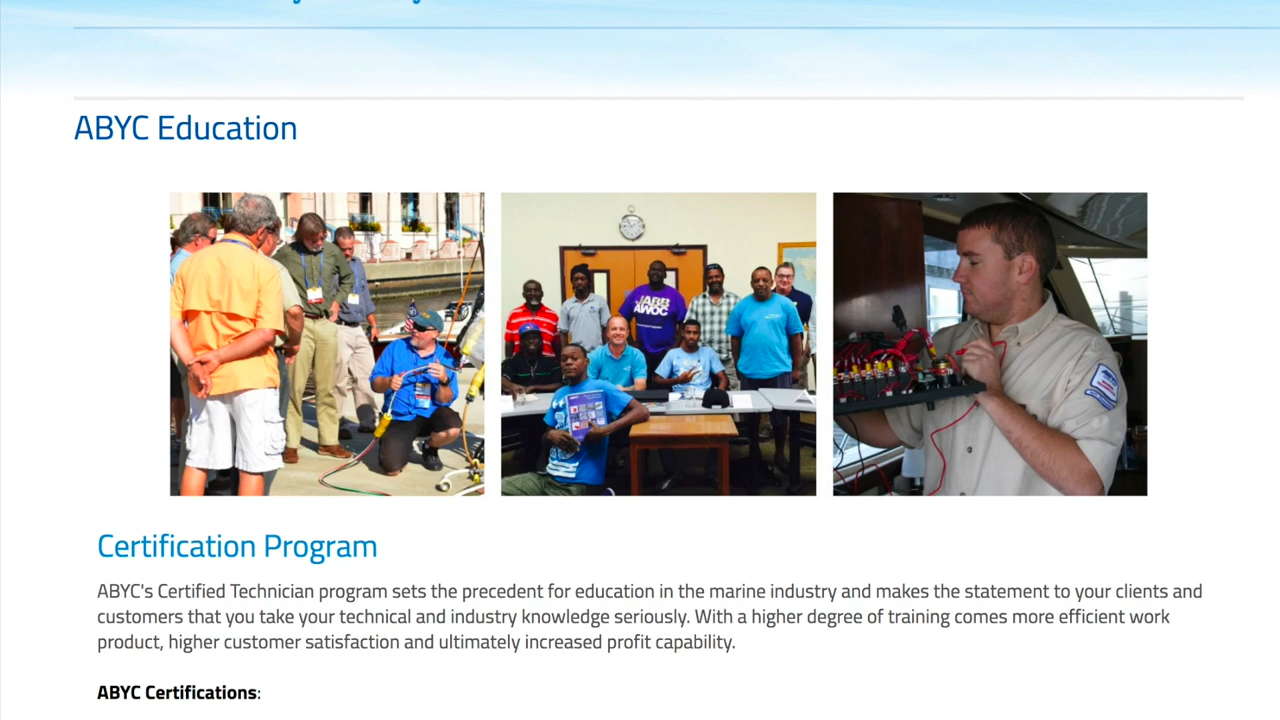 ABYC Education
JABB
AWOC
Certification Program
ABYC's Certified Technician program sets the precedent for education in the marine industry and makes the statement to your clients and
customers that you take your technical and industry knowledge seriously. With a higher degree of training comes more efficient work
product, higher customer satisfaction and ultimately increased profit capability.
ABYC Certifications: